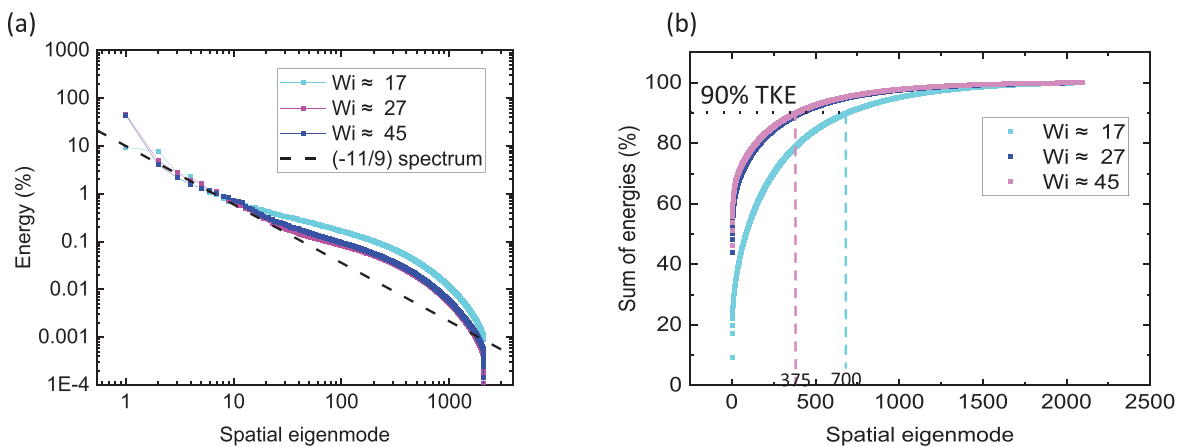 (a)
1000
100
10
1
0.1
0.01
0.001
1E-4
Energy (%)
Wi ≈ 17
Wi ≈ 27
Wi ≈ 45
(-11/9) spectrum
1
10
100
1000
Spatial eigenmode
(b)
100
80
60
40
20
0
Sum of energies (%)
90% TKE
Wi ≈ 17
Wi ≈ 27
Wi ≈ 45
375
700
0
500
1000
1500
2000
2500
Spatial eigenmode